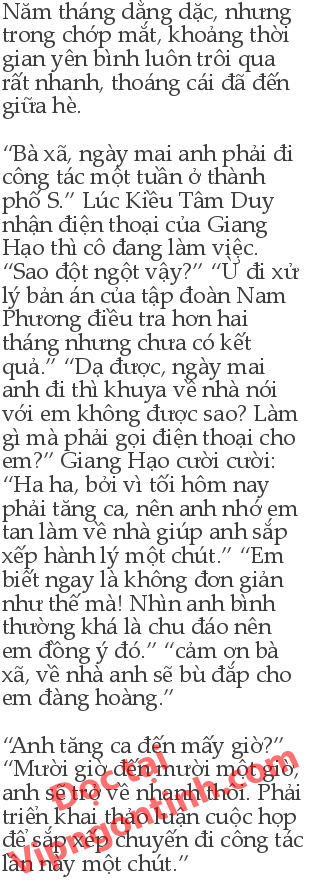 Năm tháng dằng dặc, nhưng
trong chớp mắt, khoảng thời
gian yên bình luôn trôi qua
rất nhanh, thoáng cái đã đến
giữa hè.
“Bà xã, ngày mai anh phải đi
công tác một tuần ở thành
phố S.” Lúc Kiều Tâm Duy
nhận điện thoại của Giang
Hạo thì cô đang làm việc.
“Sao đột ngột vậy?” “Ừ đi xử
lý bản án của tập đoàn Nam
Phương điều tra hơn hai
tháng nhưng chưa có kết
quả.” “Dạ được, ngày mai
anh đi thì khuya về nhà nói
với em không được sao? Làm
gì mà phải gọi điện thoại cho
em?” Giang Hạo cười cười:
“Ha ha, bởi vì tối hôm nay
phải tăng ca, nên anh nhớ em
tan làm về nhà giúp anh sắp
xếp hành lý một chút.” “Em
biết ngay là không đơn giản
như thế mà! Nhìn anh bình
thường khá là chu đáo nên
em đồng ý đó.” “cảm ơn bà
xã, về nhà anh sẽ bù đắp cho
em đàng hoàng.”
“Anh tăng ca đến mấy giờ?”
“Mười giờ đến mười một giờ,
anh sẽ trở về nhanh thôi. Phải
triển khai thảo luận cuộc họp
để sắp xếp chuyến đi công tác
lần này một chút.”
Đọc tại
Vipngontinh.com